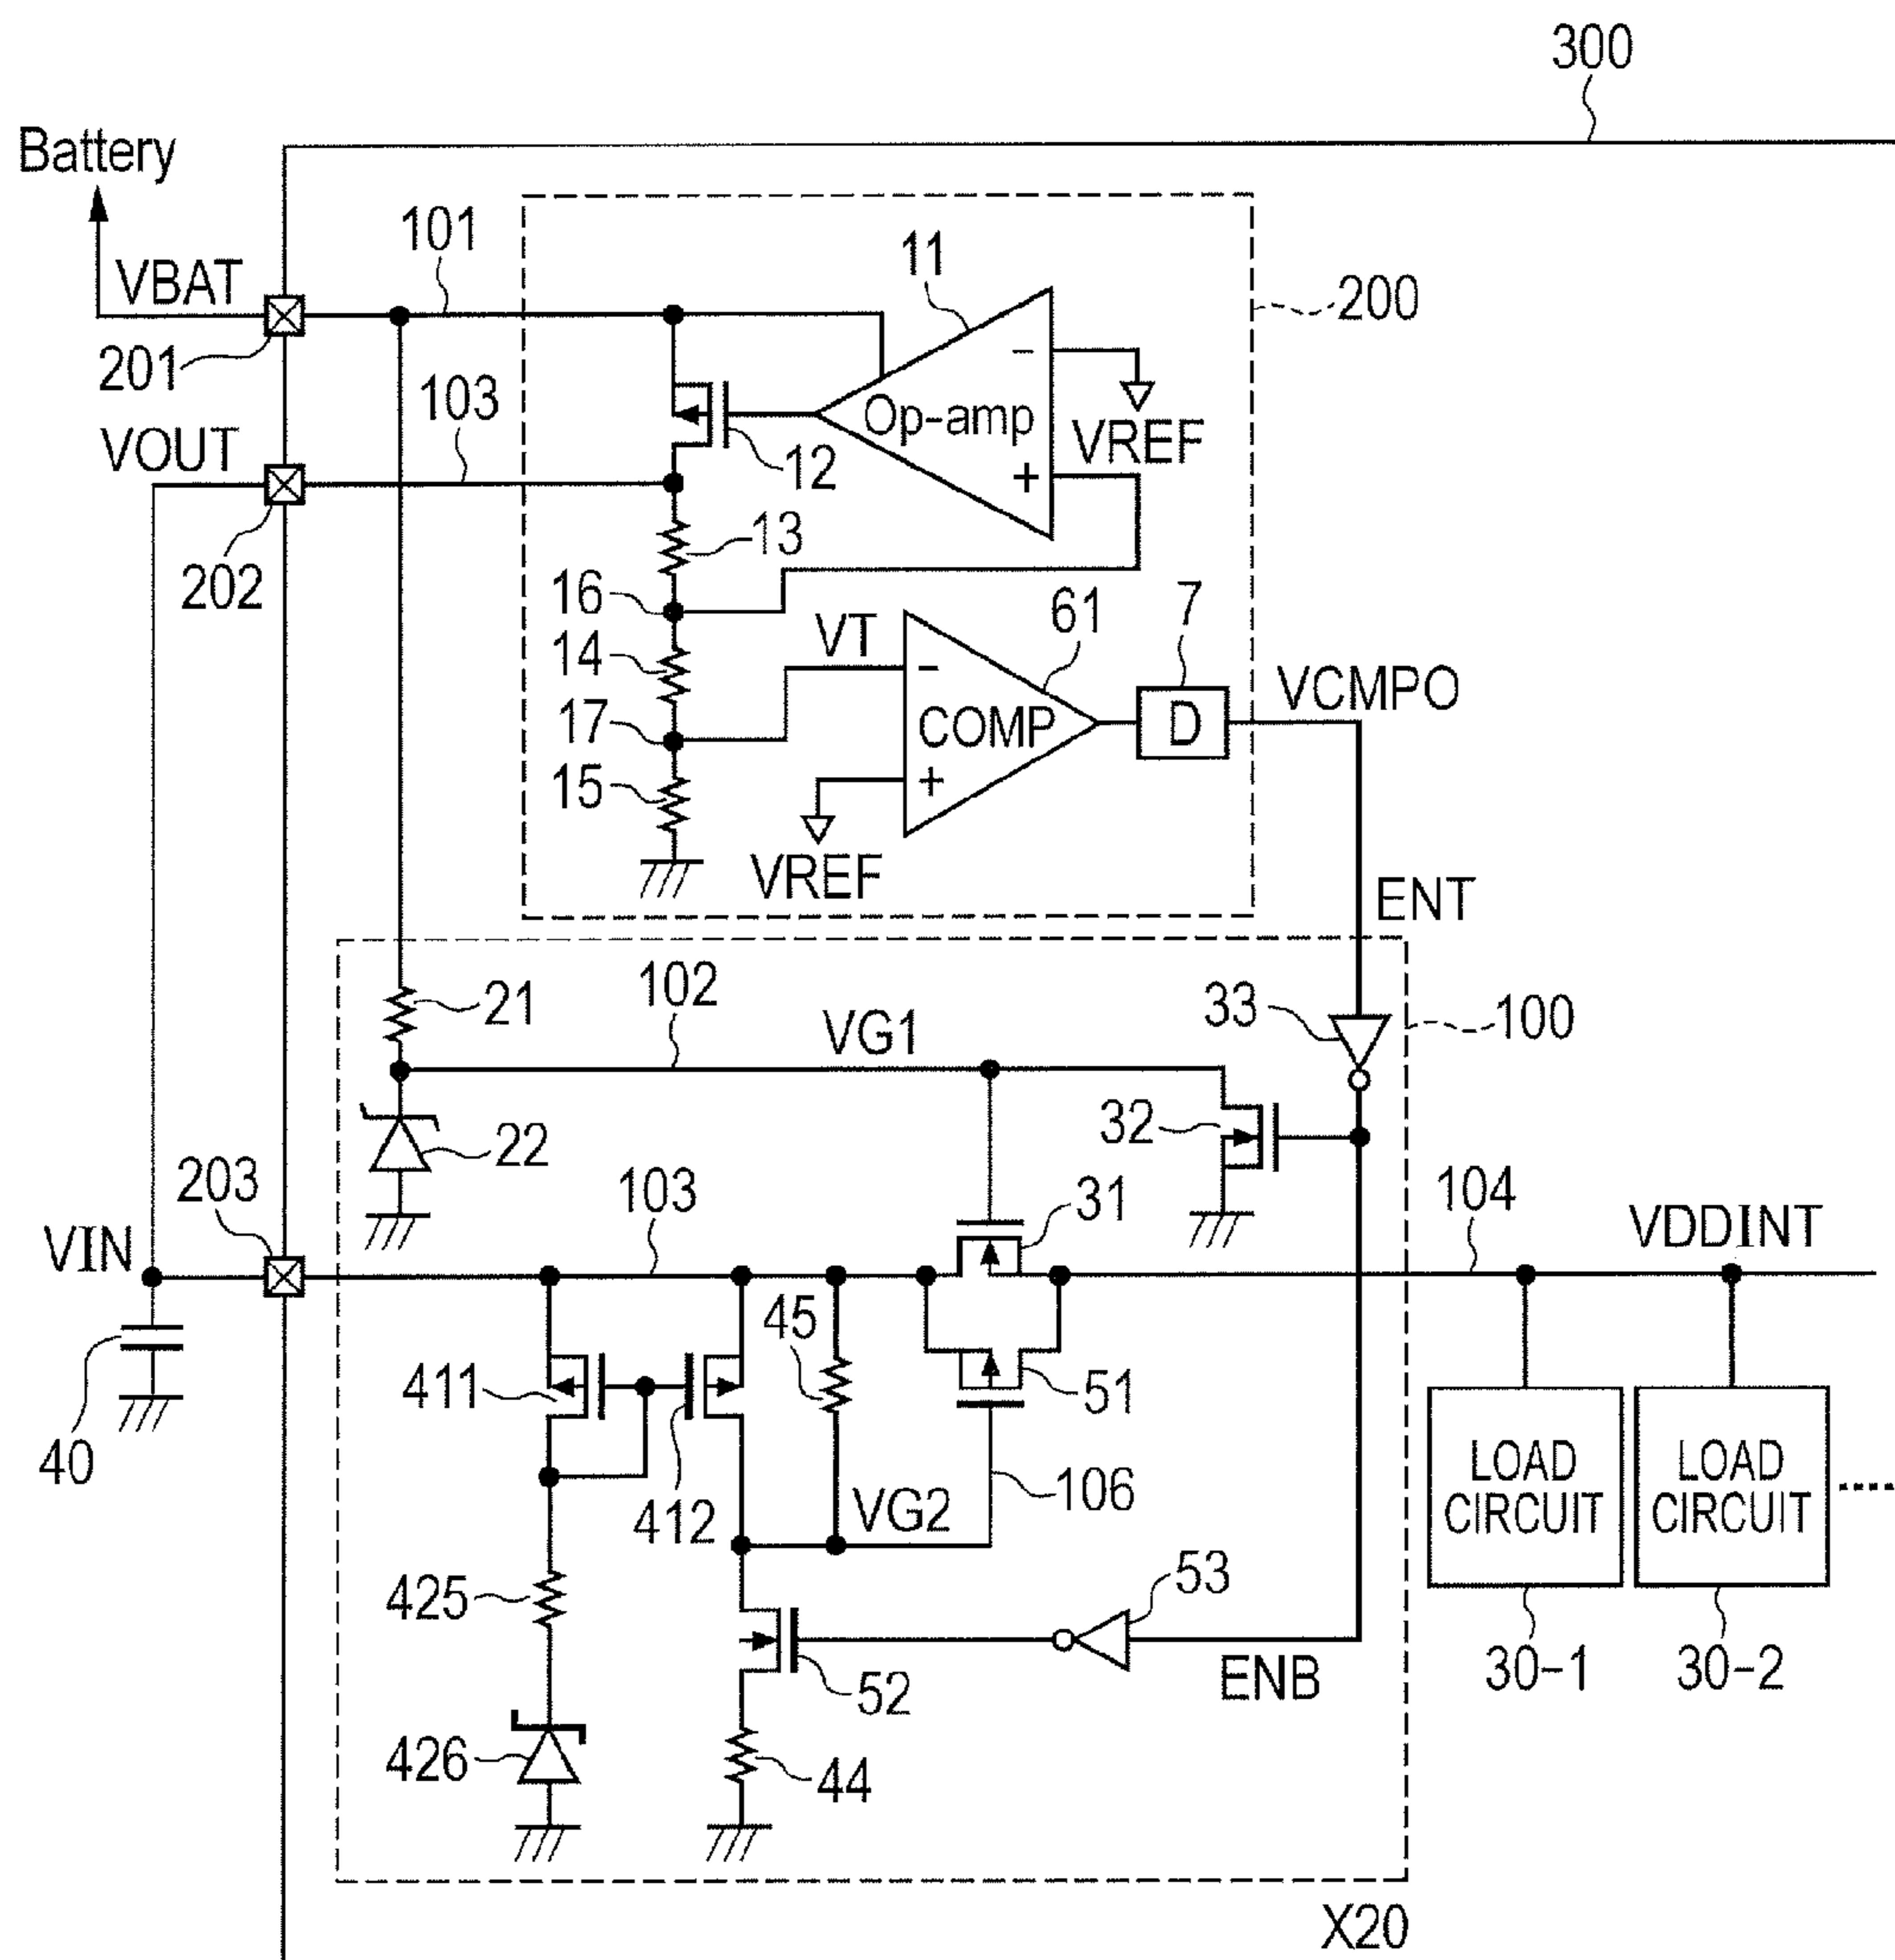 300
Battery
VBAT
101
201
11
200
Op-amp
-
VREF
+
12
VOUT
103
202
13
16
14
VT
61
7
17
-
COMP
D
VCMPO
15
+
VREF
ENT
21
102
VG1
33
100
22
32
203
VIN
103
31
104
VDDINT
40
411
412
45
51
106
VG2
LOAD
CIRCUIT
LOAD
CIRCUIT
30-1
30-2
425
53
52
ENB
426
44
X20